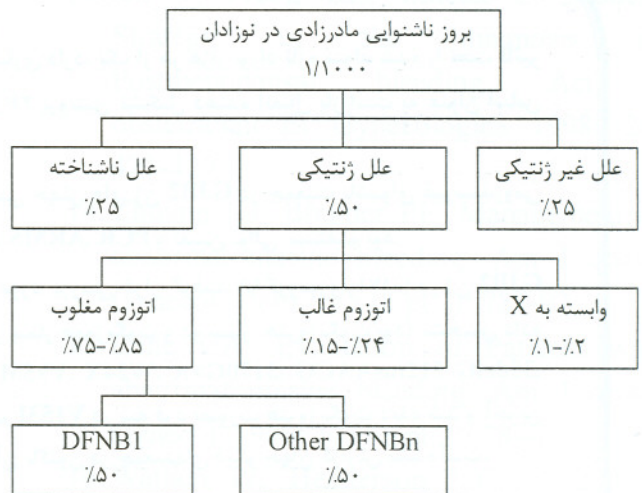 بروز ناشنوایی مادرزادی در نوزادان
۱/۱۰۰۰
علل غیر ژنتیکی
٪۲۵
علل ژنتیکی
٪۵۰
علل ناشناخته
٪۲۵
وابسته به X
٪۱-٪۲
اتوزوم غالب
٪۱۵-٪۲۴
اتوزوم مغلوب
٪۷۵-٪۸۵
Other DFNBn
٪۵۰
DFNB1
٪۵۰